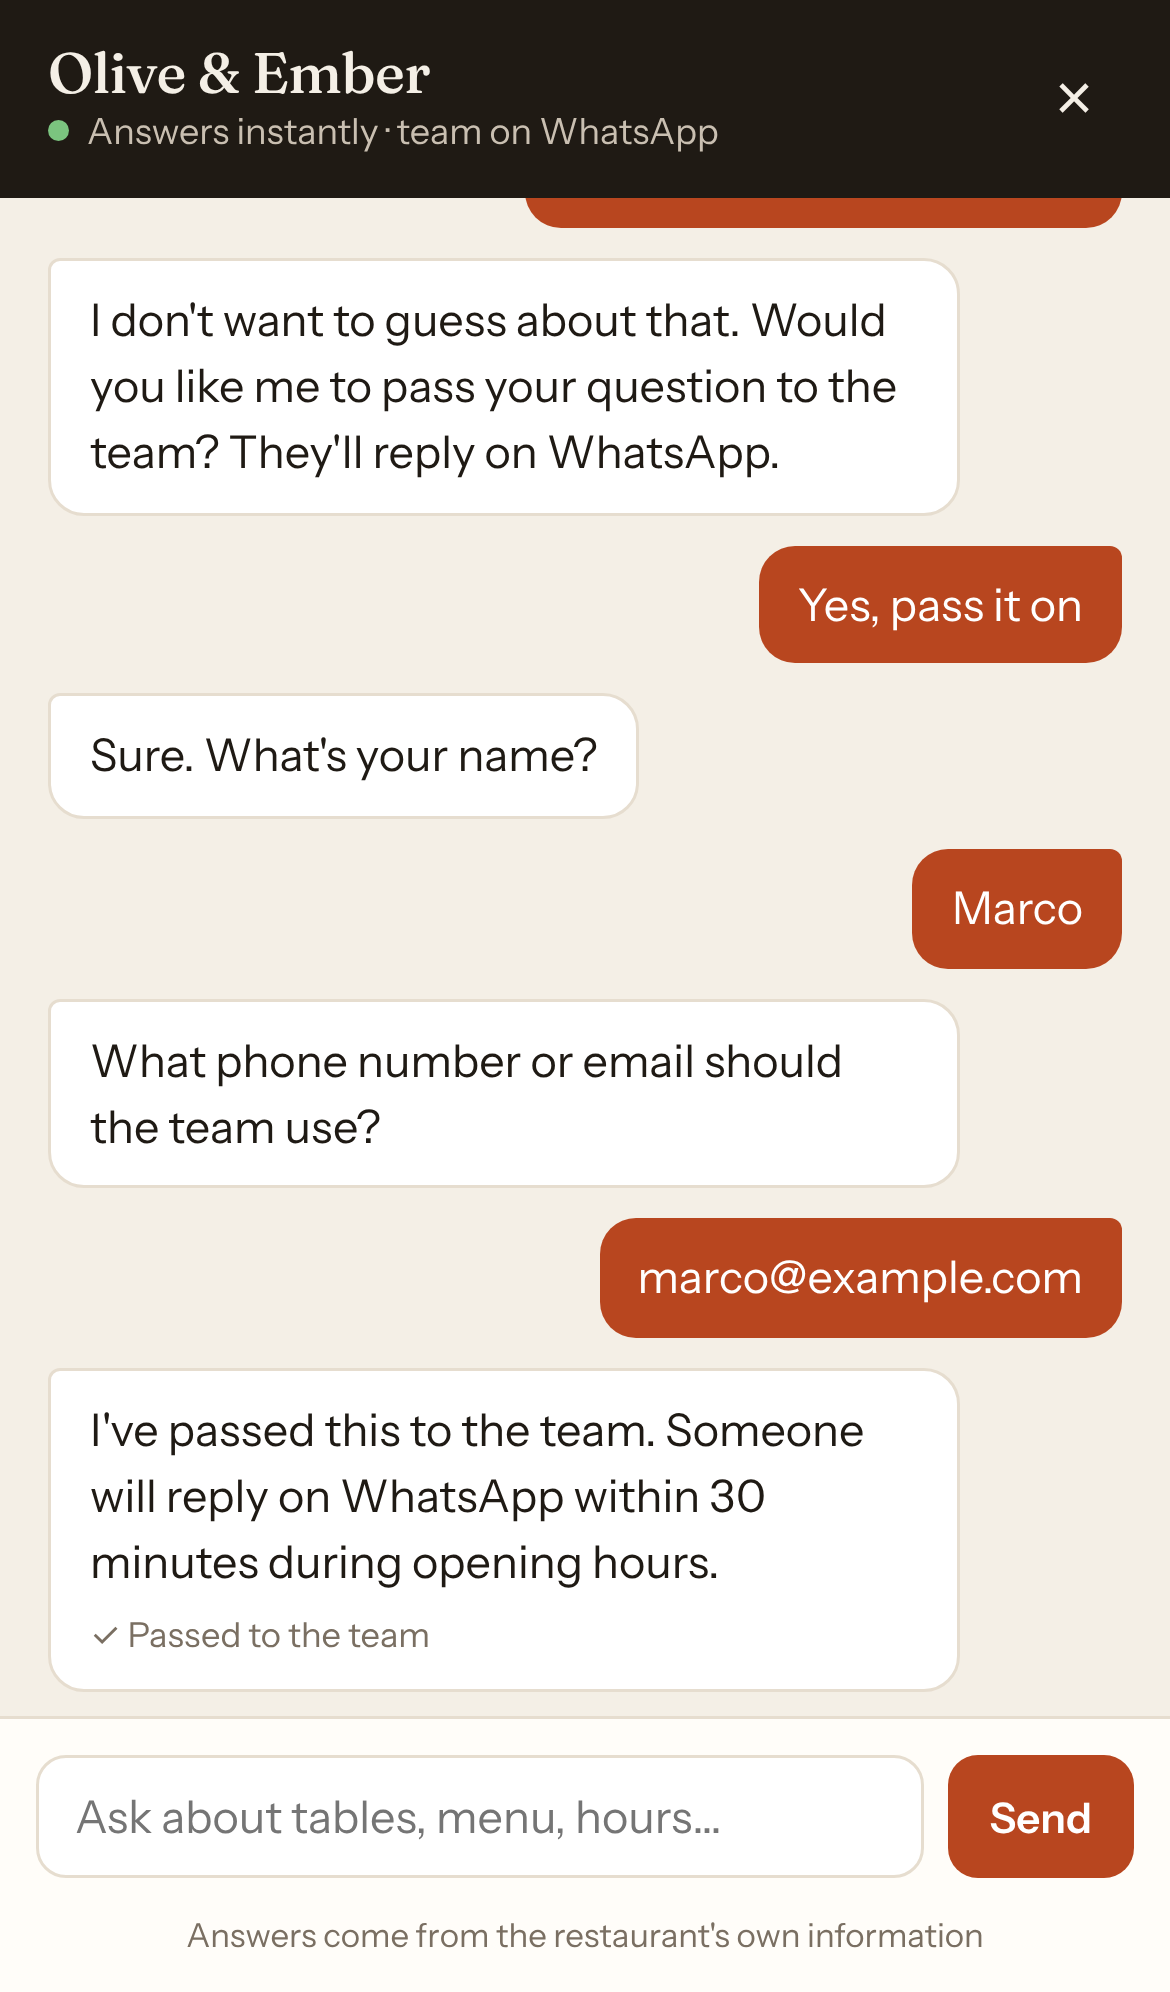 Olive & Ember
Answers instantly · team on WhatsApp
I don't want to guess about that. Would
you like me to pass your question to the
team? They'll reply on WhatsApp.
Yes, pass it on
Sure. What's your name?
Marco
What phone number or email should
the team use?
marco@example.com
I've passed this to the team. Someone
will reply on WhatsApp within 30
minutes during opening hours.
✓ Passed to the team
Ask about tables, menu, hours...
Send
Answers come from the restaurant's own information